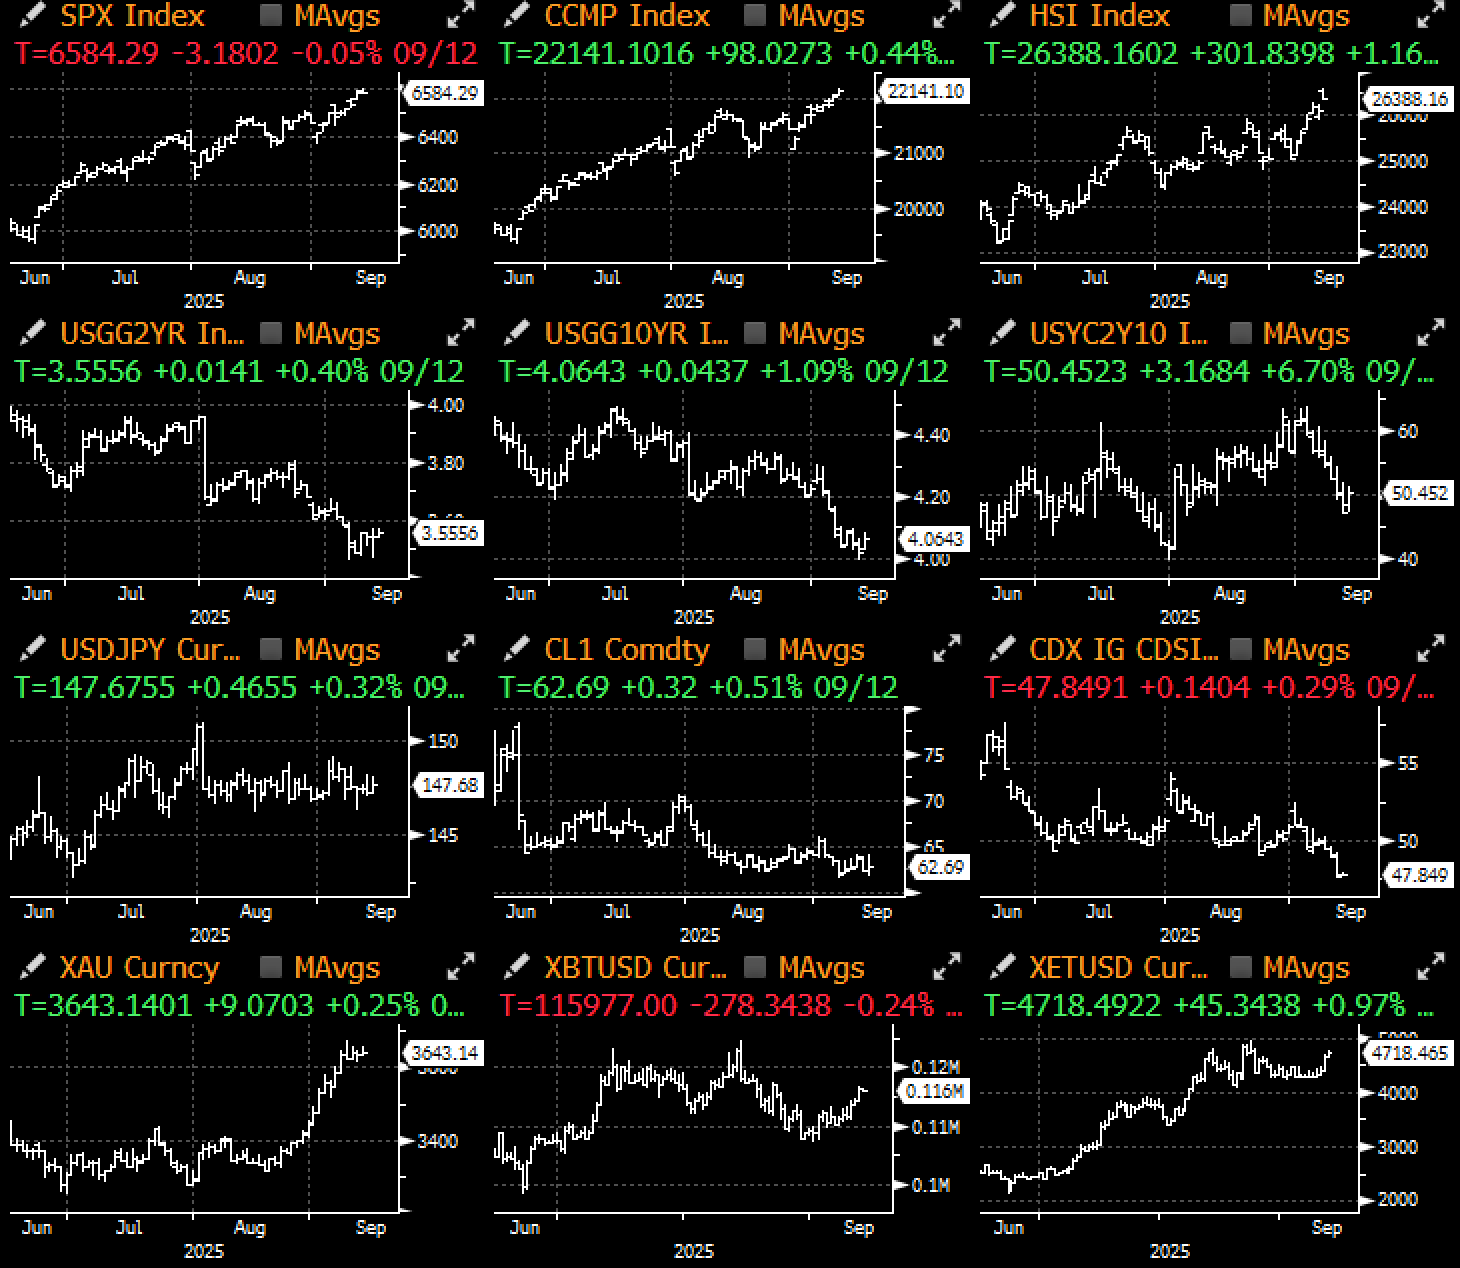 SPX Index MAvgs
T=6584.29 -3.1802 -0.05% 09/12
6584.29
6400
6200
6000
Jun Jul Aug Sep
2025
CCMP Index MAvgs
T=22141.1016 +98.0273 +0.44%...
22141.10
21000
20000
Jun Jul Aug Sep
2025
HSI Index MAvgs
T=26388.1602 +301.8398 +1.16...
26388.16
26000
25000
24000
23000
Jun Jul Aug Sep
2025
USGG2YR In... MAvgs
T=3.5556 +0.0141 +0.40% 09/12
4.00
3.80
3.60
3.5556
Jun Jul Aug Sep
2025
USGG10YR I... MAvgs
T=4.0643 +0.0437 +1.09% 09/12
4.40
4.20
4.0643
4.00
Jun Jul Aug Sep
2025
USYC2Y10 I... MAvgs
T=50.4523 +3.1684 +6.70% 09/...
60
50.452
40
Jun Jul Aug Sep
2025
USDJPY Cur... MAvgs
T=147.6755 +0.4655 +0.32% 09...
150
147.68
145
Jun Jul Aug Sep
2025
CL1 Comdty MAvgs
T=62.69 +0.32 +0.51% 09/12
75
70
65
62.69
Jun Jul Aug Sep
2025
CDX IG CDSI... MAvgs
T=47.8491 +0.1404 +0.29% 09/...
55
50
47.849
Jun Jul Aug Sep
2025
XAU Curncy MAvgs
T=3643.1401 +9.0703 +0.25% 0...
3643.14
3600
3400
Jun Jul Aug Sep
2025
XBTUSD Cur... MAvgs
T=115977.00 -278.3438 -0.24% ...
0.12M
0.116M
0.11M
0.1M
Jun Sep
2025
XETUSD Cur... MAvgs
T=4718.4922 +45.3438 +0.97% ...
5000
4718.465
4000
3000
2000
Jun Sep
2025